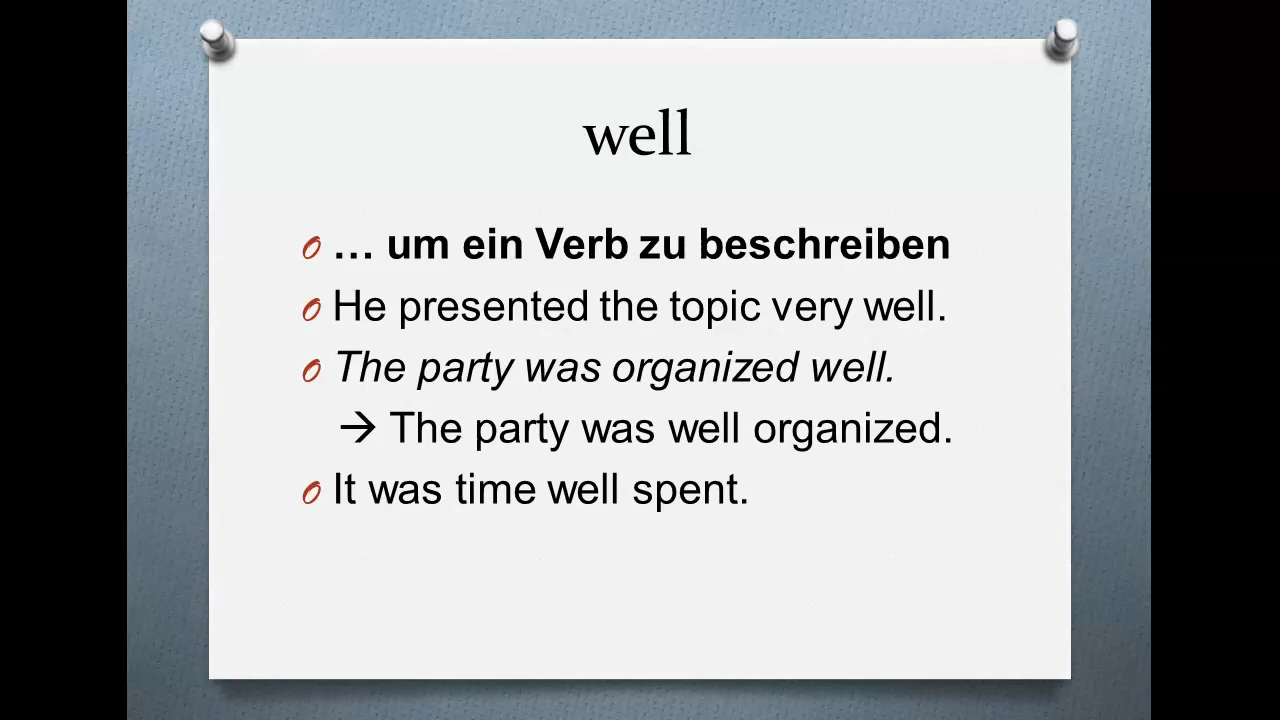 well
… um ein Verb zu beschreiben
He presented the topic very well.
The party was organized well.
→ The party was well organized.
It was time well spent.